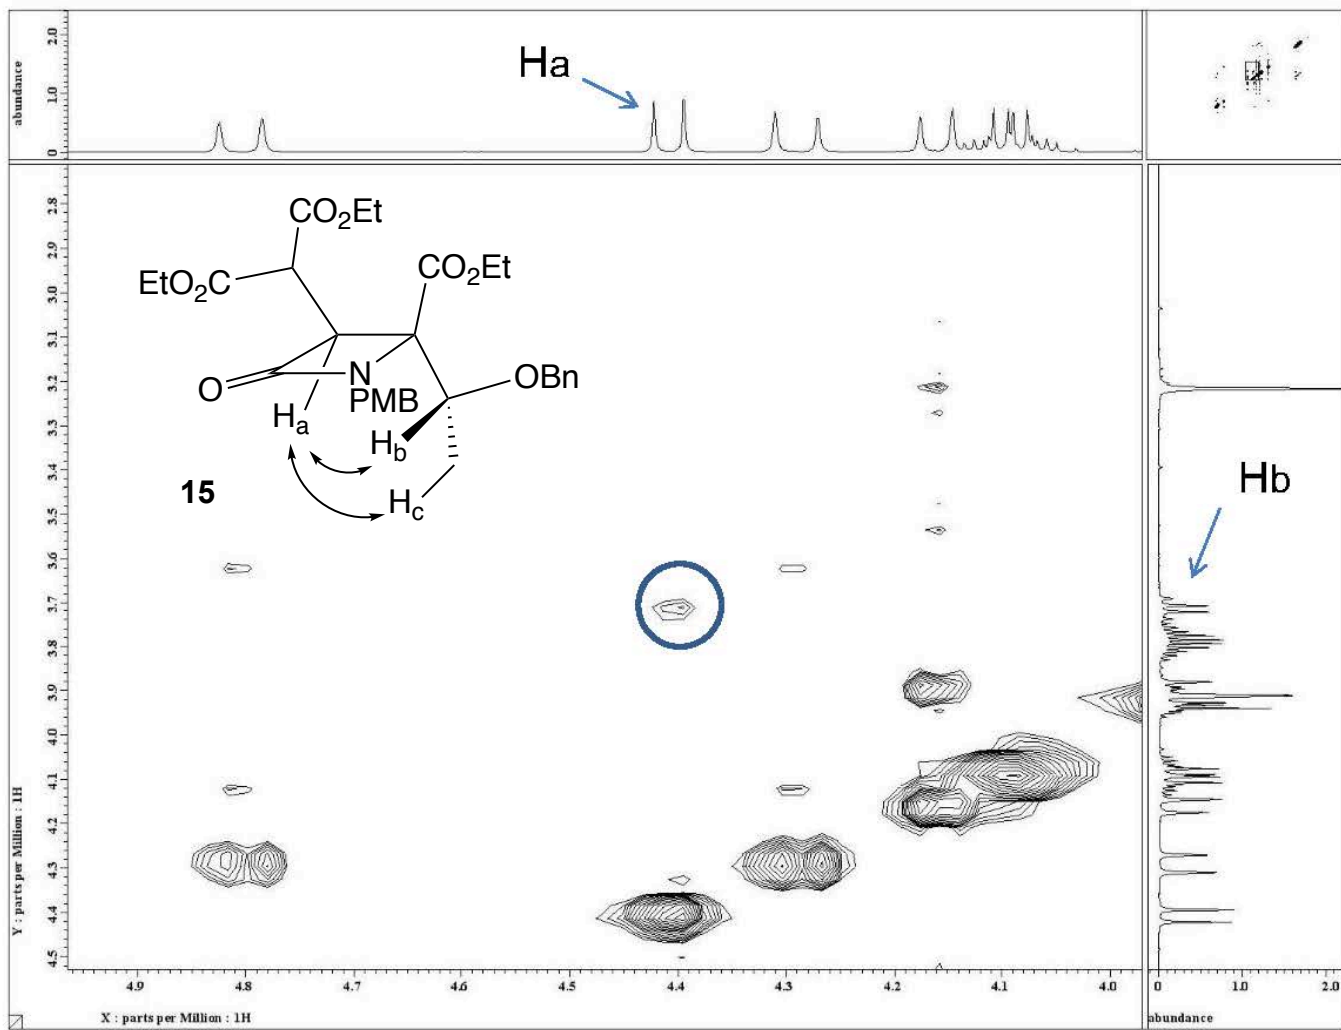 abundance
2.0
1.0
0
Ha
CO2Et
EtO2C
CO2Et
O
N
PMB
OBn
Ha
Hb
Hc
15
Hb
2.8
2.9
3.0
3.1
3.2
3.3
3.4
3.5
3.6
3.7
3.8
3.9
4.0
4.1
4.2
4.3
4.4
4.5
Y : parts per Million : 1H
4.9
4.8
4.7
4.6
4.5
4.4
4.3
4.2
4.1
4.0
X : parts per Million : 1H
0
1.0
2.0
abundance